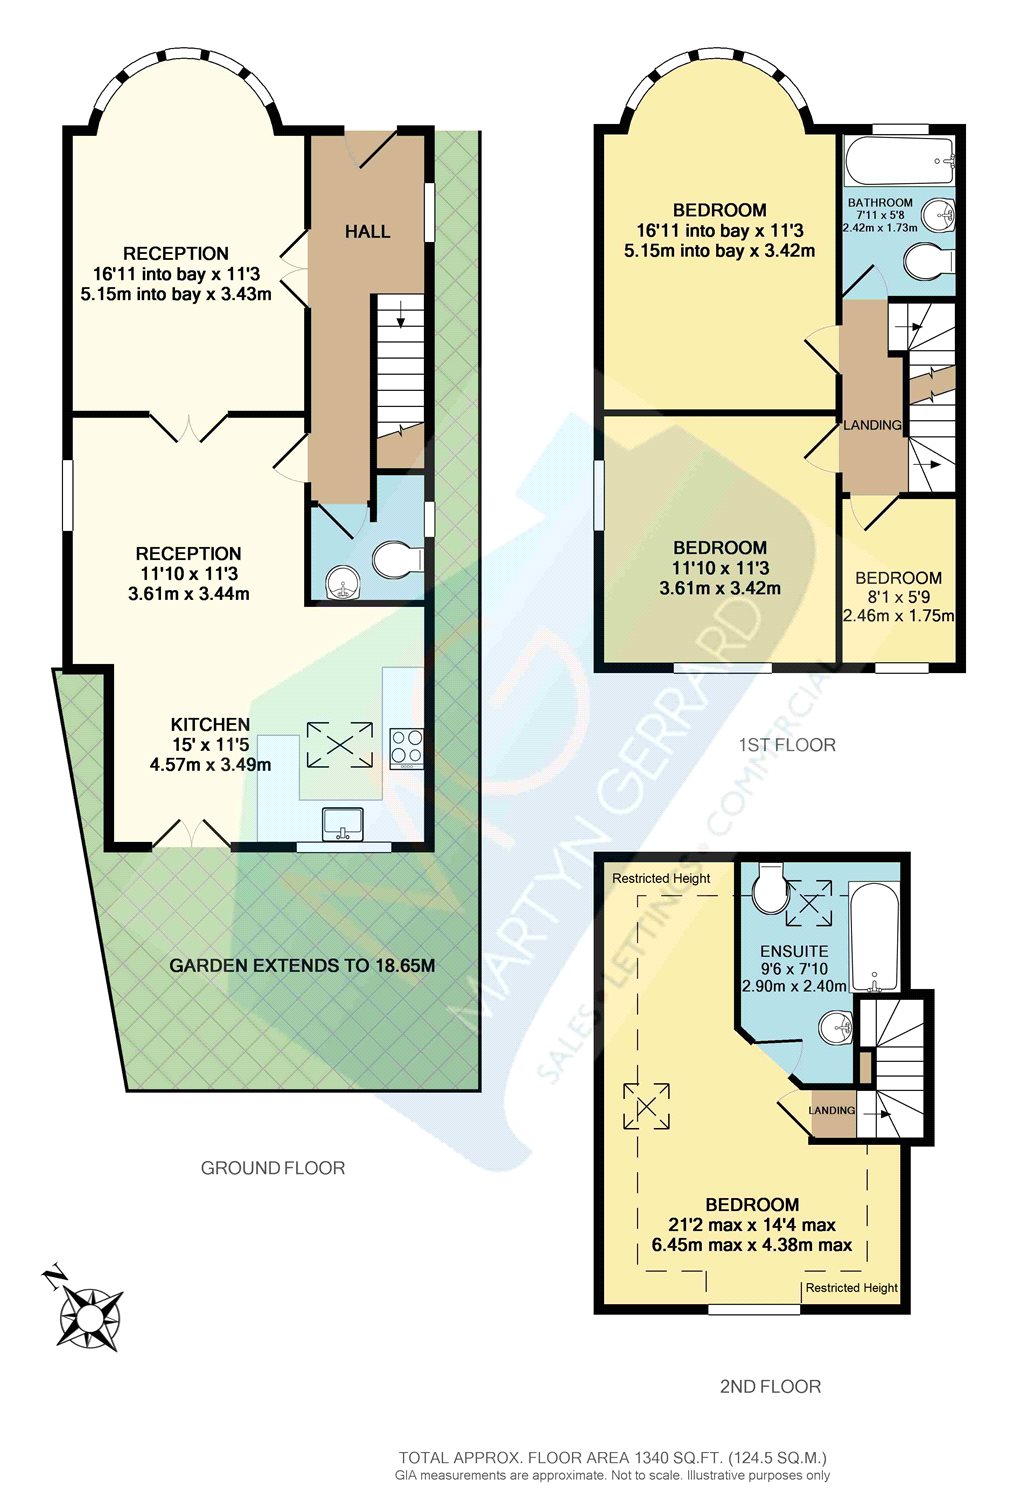 RECEPTION
16'11 into bay x 11'3
5.15m into bay x 3.43m
HALL
RECEPTION
11'10 x 11'3
3.61m x 3.44m
KITCHEN
15' x 11'5
4.57m x 3.49m
GARDEN EXTENDS TO 18.65M
GROUND FLOOR
BEDROOM
16'11 into bay x 11'3
5.15m into bay x 3.42m
BATHROOM
7'11 x 5'8
2.42m x 1.73m
LANDING
BEDROOM
11'10 x 11'3
3.61m x 3.42m
BEDROOM
8'1 x 5'9
2.46m x 1.75m
1ST FLOOR
Restricted Height
ENSUITE
9'6 x 7'10
2.90m x 2.40m
LANDING
BEDROOM
21'2 max x 14'4 max
6.45m max x 4.38m max
Restricted Height
2ND FLOOR
MARTYN GERRARD
SALES • LETTINGS • COMMERCIAL
N
TOTAL APPROX. FLOOR AREA 1340 SQ.FT. (124.5 SQ.M.)
GIA measurements are approximate. Not to scale. Illustrative purposes only